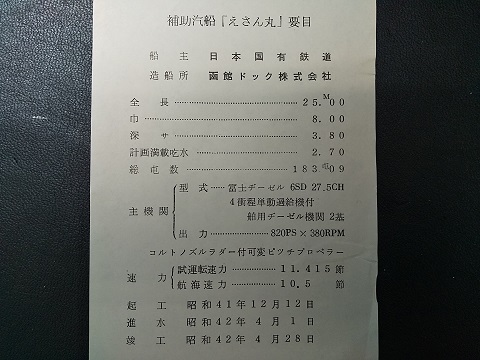 補助汽船『えさん丸』要目
船主 日本国有鉄道
造船所 函館ドック株式会社
全長 25.M00
巾 8.00
深サ 3.80
計画満載吃水 2.70
総屯数 183屯09
主機関 型式 富士ヂーゼル 6SD 27.5CH
4衝程単動過給機付
舶用ヂーゼル機関 2基
出力 820PS×380RPM
コルトノズルラダー付可変ピッチプロペラー
速力 試運転速力 11.415 節
航海速力 10.5 節
起工 昭和41年12月12日
進水 昭和42年4月1日
竣工 昭和42年4月28日